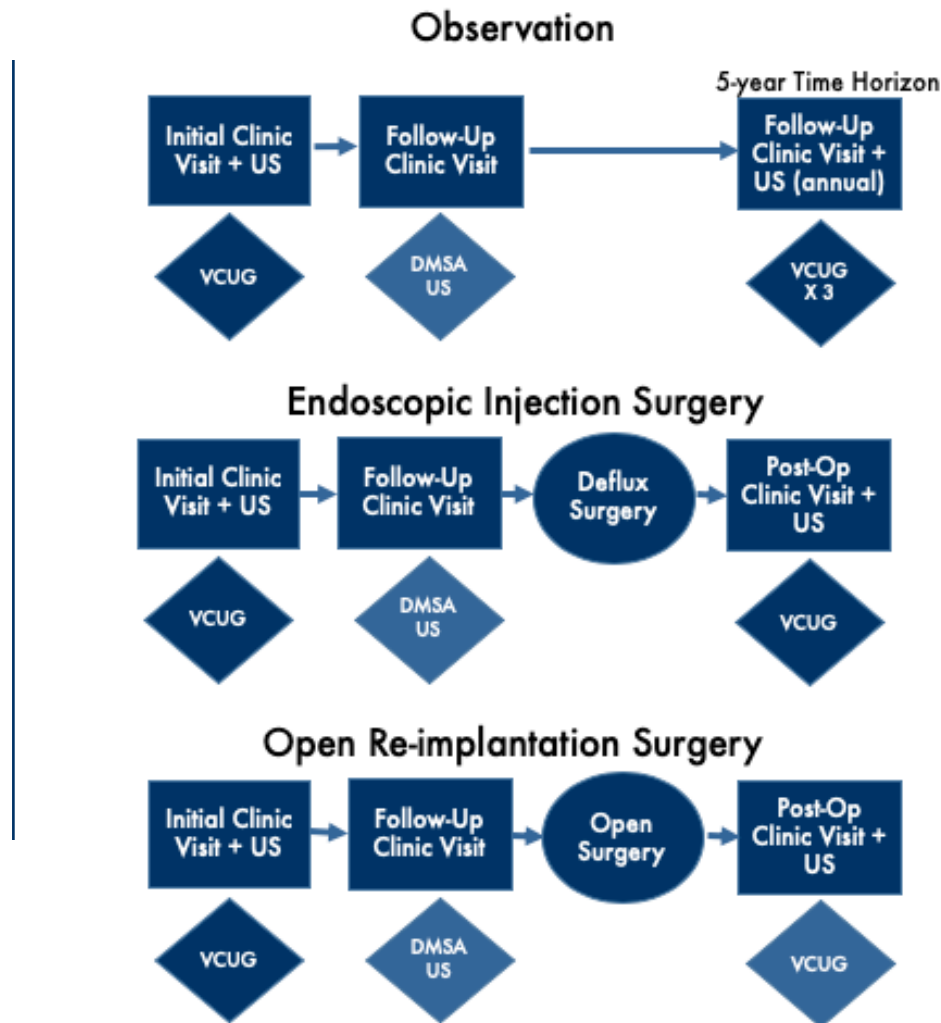 Observation
5-year Time Horizon
Initial Clinic
Visit + US
Follow-Up
Clinic Visit
Follow-Up
Clinic Visit +
US (annual)
VCUG
DMSA
US
VCUG
X 3
Endoscopic Injection Surgery
Initial Clinic
Visit + US
Follow-Up
Clinic Visit
Deflux
Surgery
Post-Op
Clinic Visit +
US
VCUG
DMSA
US
VCUG
Open Re-implantation Surgery
Initial Clinic
Visit + US
Follow-Up
Clinic Visit
Open
Surgery
Post-Op
Clinic Visit +
US
VCUG
DMSA
US
VCUG